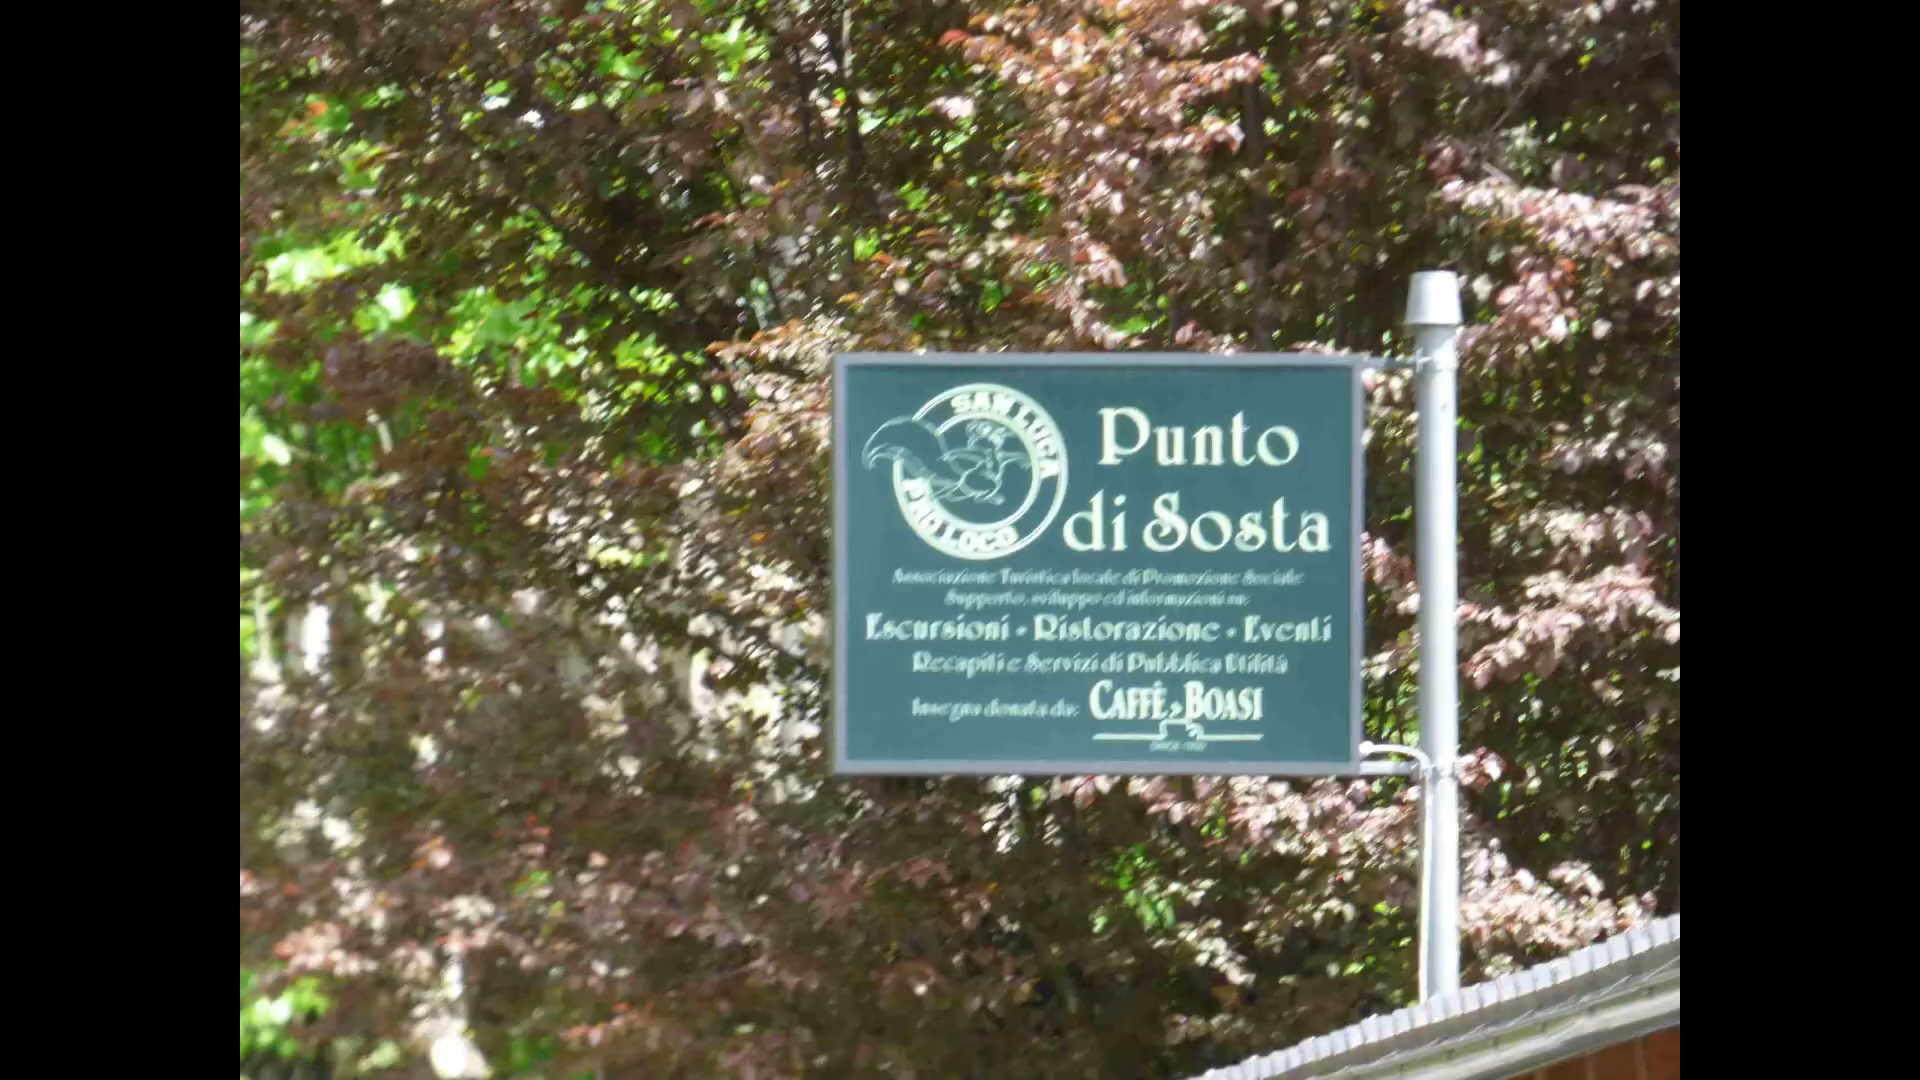 SAN LUCA
PRO LOCO
Punto
di Sosta
Associazione Turistica locale di Promozione Sociale
Supporto, sviluppo ed informazioni su:
Escursioni - Ristorazione - Eventi
Recapiti e Servizi di Pubblica Utilità
Insegna donata da: CAFFÈ BOASI